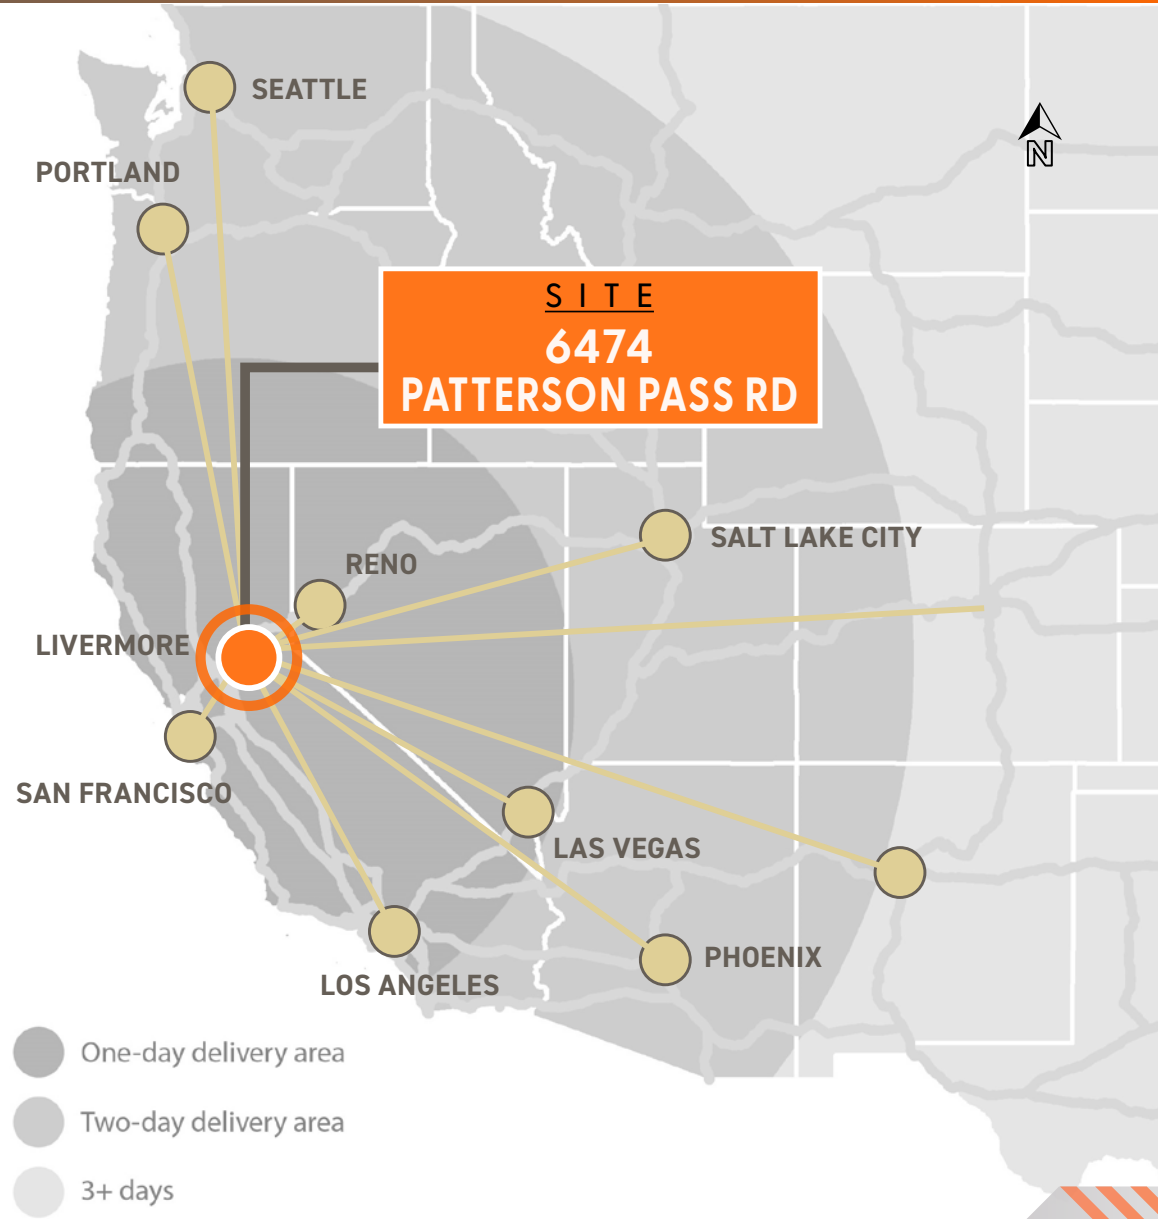 SEATTLE
PORTLAND
N
S I T E
6474
PATTERSON PASS RD
SALT LAKE CITY
RENO
LIVERMORE
SAN FRANCISCO
LAS VEGAS
PHOENIX
LOS ANGELES
One-day delivery area
Two-day delivery area
3+ days